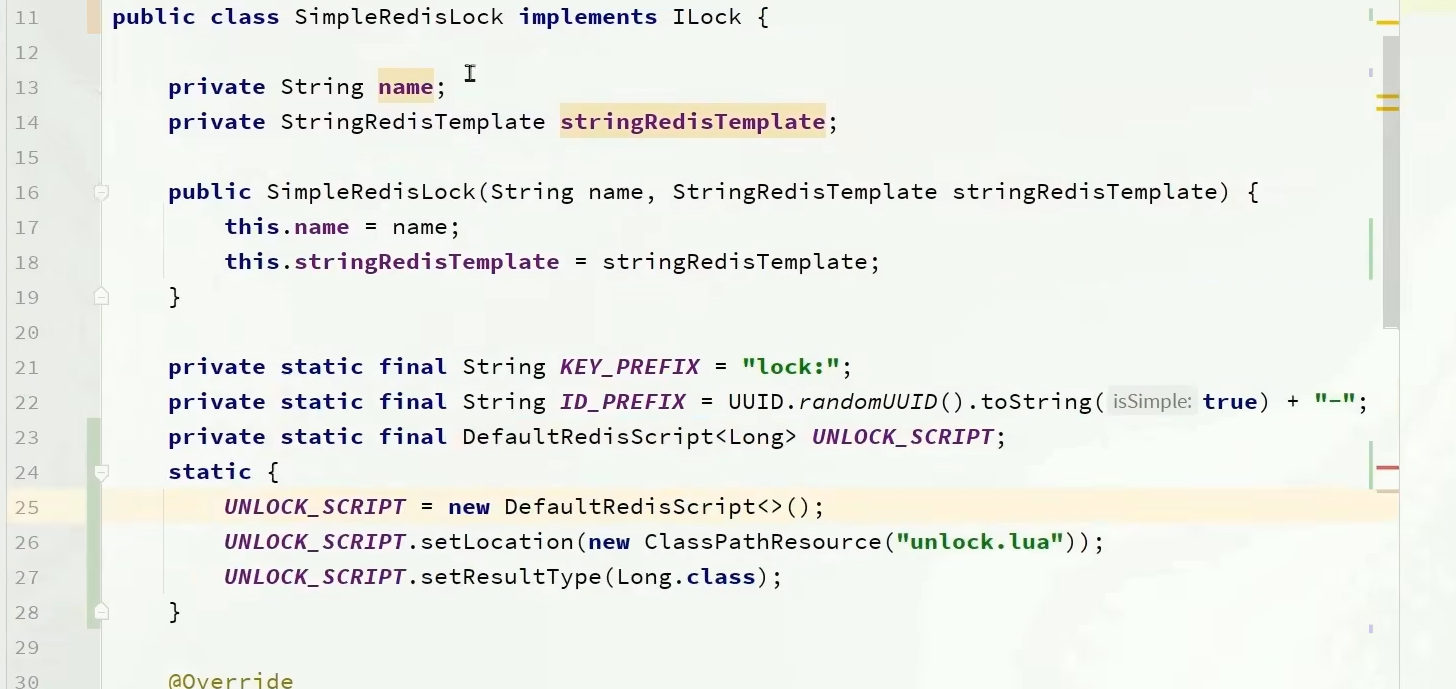 11 public class SimpleRedisLock implements ILock {
12
13     private String name;
14     private StringRedisTemplate stringRedisTemplate;
15
16     public SimpleRedisLock(String name, StringRedisTemplate stringRedisTemplate) {
17         this.name = name;
18         this.stringRedisTemplate = stringRedisTemplate;
19     }
20
21     private static final String KEY_PREFIX = "lock:";
22     private static final String ID_PREFIX = UUID.randomUUID().toString( isSimple: true) + "-";
23     private static final DefaultRedisScript<Long> UNLOCK_SCRIPT;
24     static {
25         UNLOCK_SCRIPT = new DefaultRedisScript<>();
26         UNLOCK_SCRIPT.setLocation(new ClassPathResource("unlock.lua"));
27         UNLOCK_SCRIPT.setResultType(Long.class);
28     }
29
30     @Override